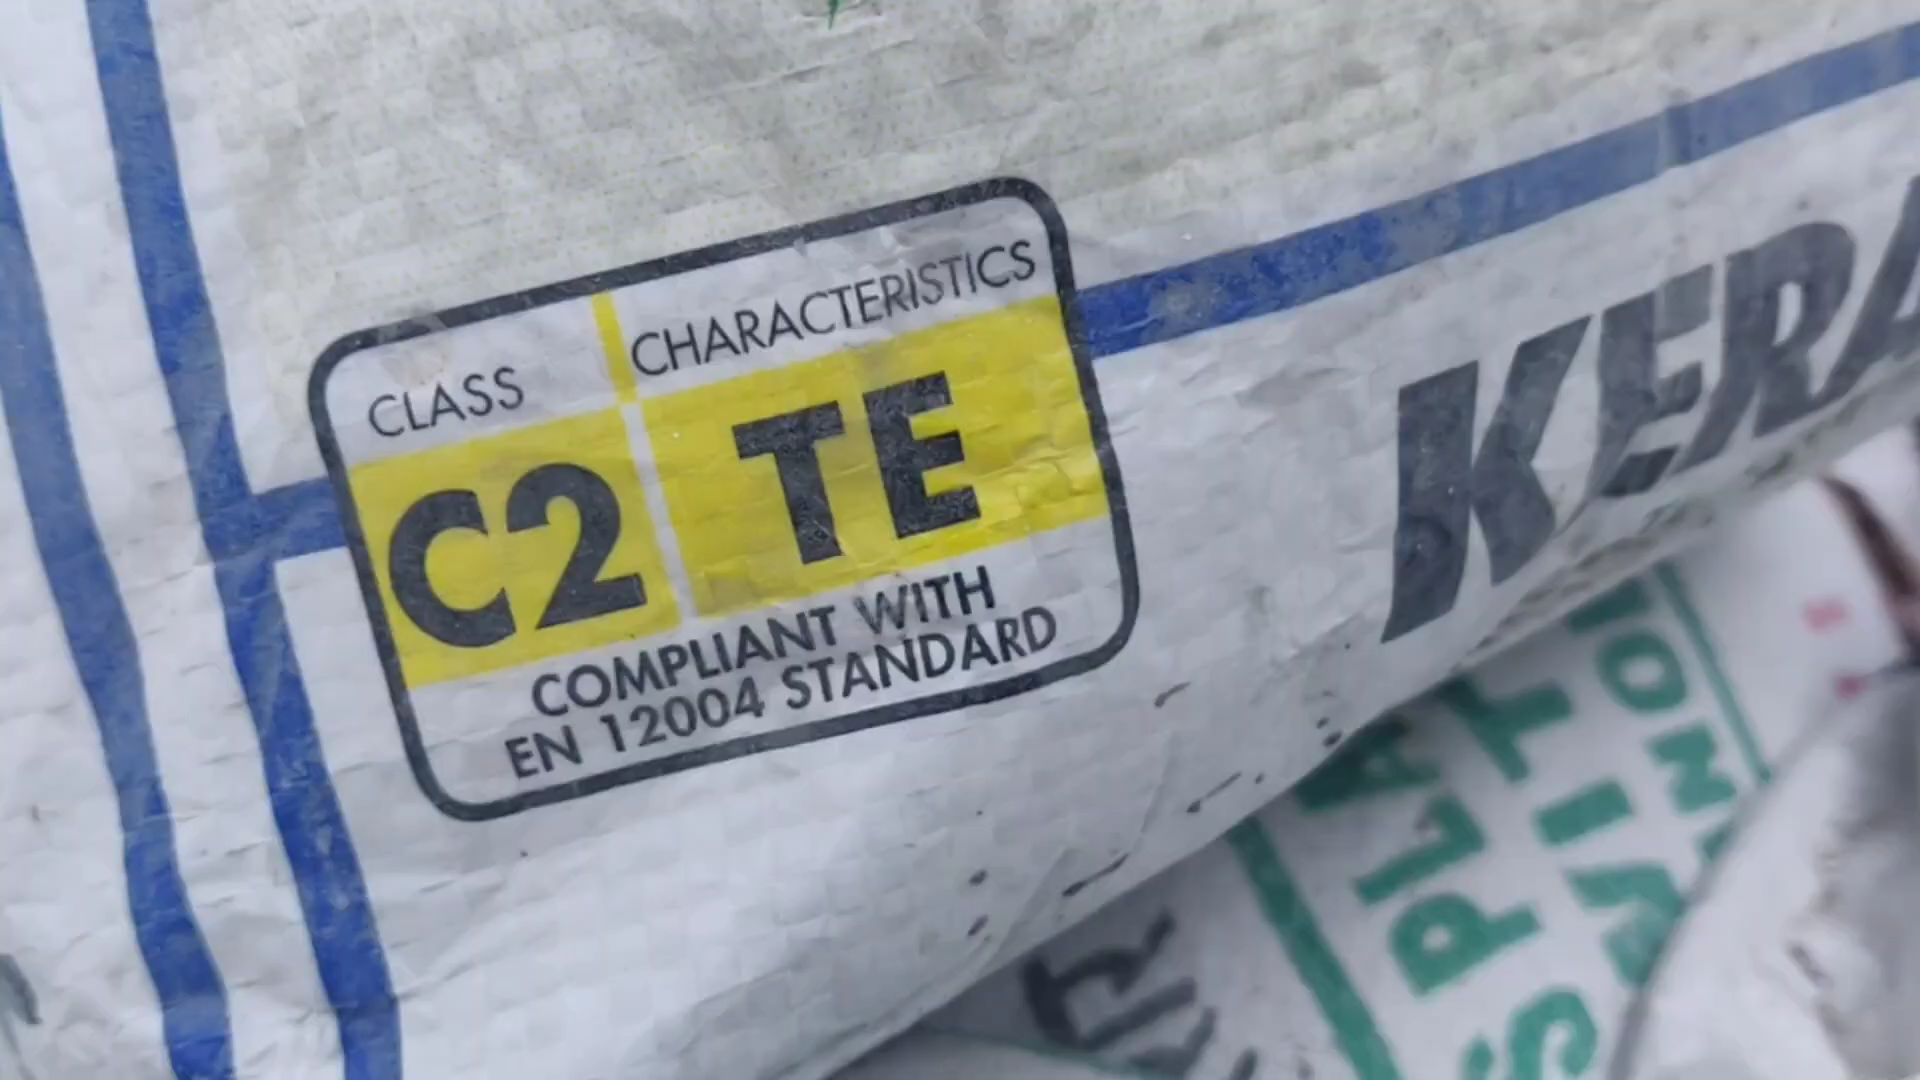 CLASS
CHARACTERISTICS
C2
TE
COMPLIANT WITH
EN 12004 STANDARD
KERA